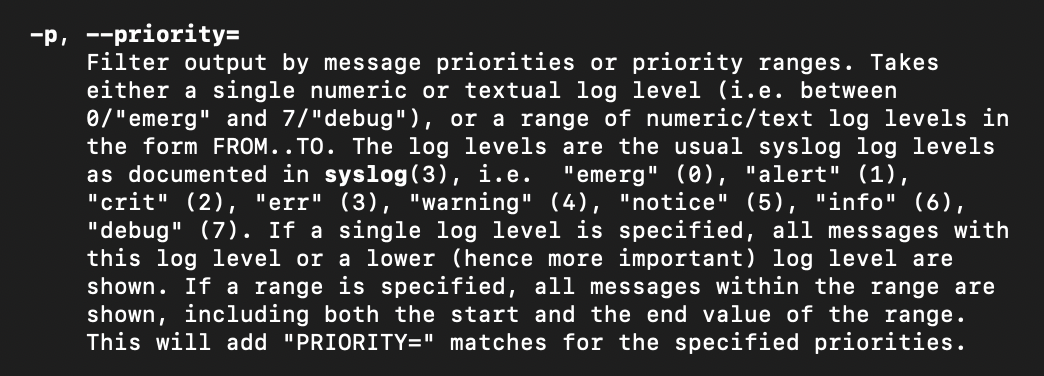 -p, --priority=
Filter output by message priorities or priority ranges. Takes
either a single numeric or textual log level (i.e. between
0/"emerg" and 7/"debug"), or a range of numeric/text log levels in
the form FROM..TO. The log levels are the usual syslog log levels
as documented in syslog(3), i.e.  "emerg" (0), "alert" (1),
"crit" (2), "err" (3), "warning" (4), "notice" (5), "info" (6),
"debug" (7). If a single log level is specified, all messages with
this log level or a lower (hence more important) log level are
shown. If a range is specified, all messages within the range are
shown, including both the start and the end value of the range.
This will add "PRIORITY=" matches for the specified priorities.